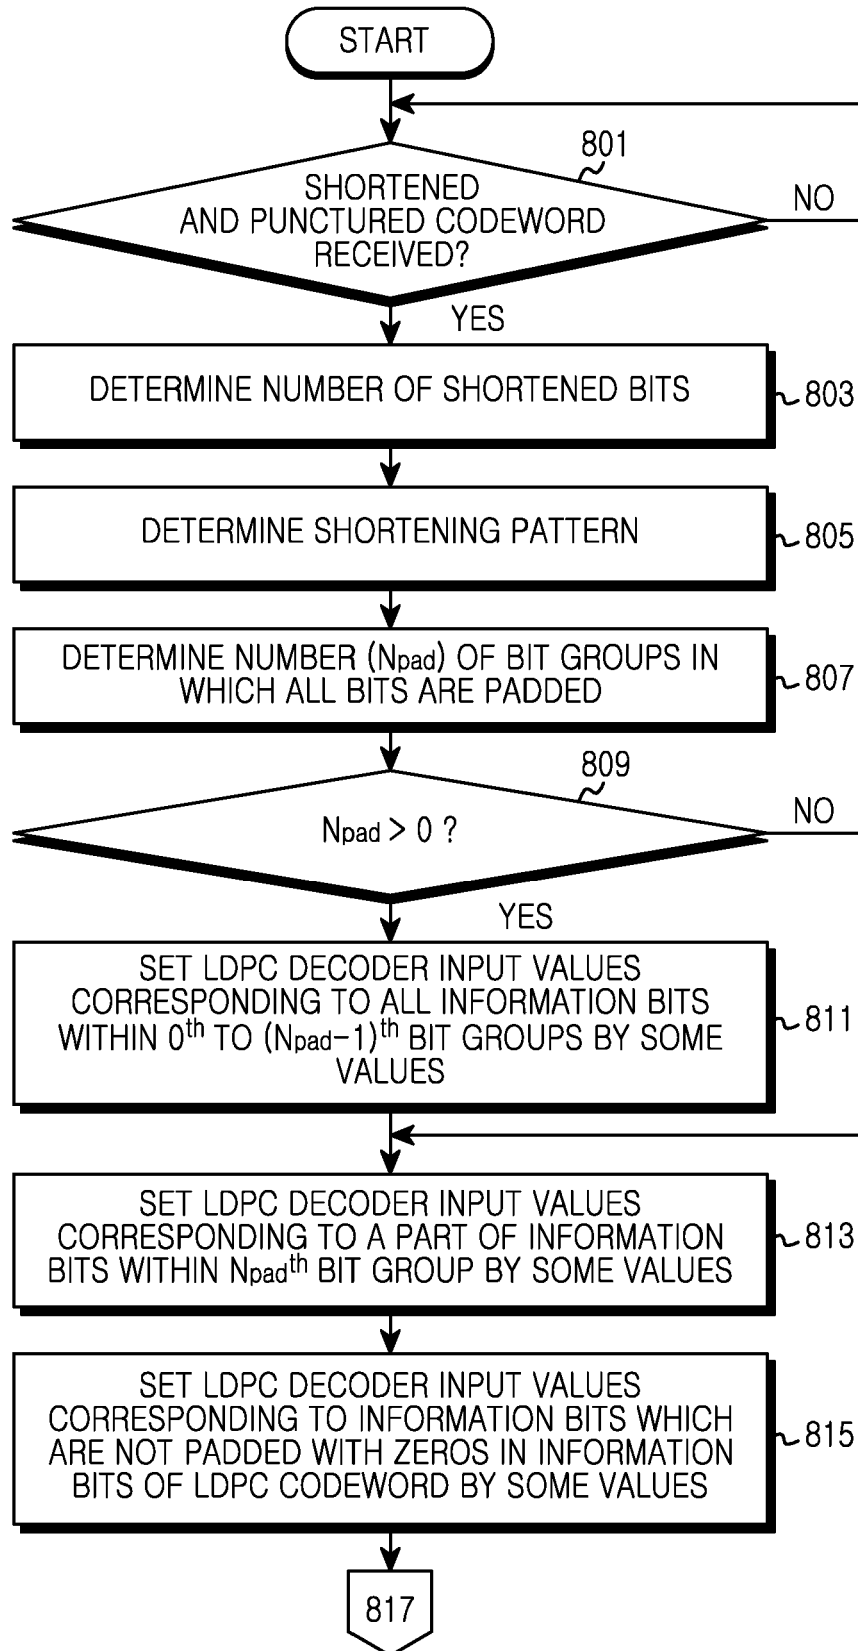 START
801
SHORTENED
AND PUNCTURED CODEWORD
RECEIVED?
NO
YES
DETERMINE NUMBER OF SHORTENED BITS
803
DETERMINE SHORTENING PATTERN
805
DETERMINE NUMBER (Npad) OF BIT GROUPS IN
WHICH ALL BITS ARE PADDED
807
809
Npad > 0 ?
NO
YES
SET LDPC DECODER INPUT VALUES
CORRESPONDING TO ALL INFORMATION BITS
WITHIN 0th TO (Npad-1)th BIT GROUPS BY SOME
VALUES
811
SET LDPC DECODER INPUT VALUES
CORRESPONDING TO A PART OF INFORMATION
BITS WITHIN Npadth BIT GROUP BY SOME VALUES
813
SET LDPC DECODER INPUT VALUES
CORRESPONDING TO INFORMATION BITS WHICH
ARE NOT PADDED WITH ZEROS IN INFORMATION
BITS OF LDPC CODEWORD BY SOME VALUES
815
817